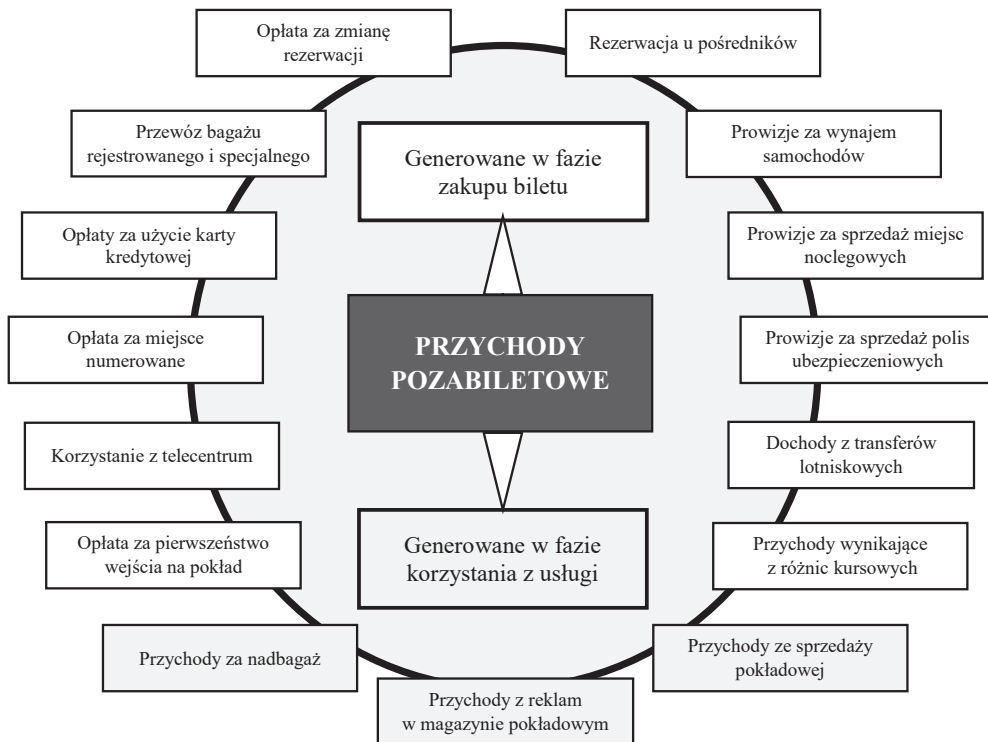 Opłata za zmianę
rezerwacji
Rezerwacja u pośredników
Przewóz bagażu
rejestrowanego i specjalnego
Generowane w fazie
zakupu biletu
Prowizje za wynajem
samochodów
Opłaty za użycie karty
kredytowej
Prowizje za sprzedaż miejsc
noclegowych
Opłata za miejsce
numerowane
PRZYCHODY
POZABILETOWE
Prowizje za sprzedaż polis
ubezpieczeniowych
Korzystanie z telecentrum
Dochody z transferów
lotniskowych
Opłata za pierwszeństwo
wejścia na pokład
Generowane w fazie
korzystania z usługi
Przychody wynikające
z różnic kursowych
Przychody za nadbagaż
Przychody ze sprzedaży
pokładowej
Przychody z reklam
w magazynie pokładowym